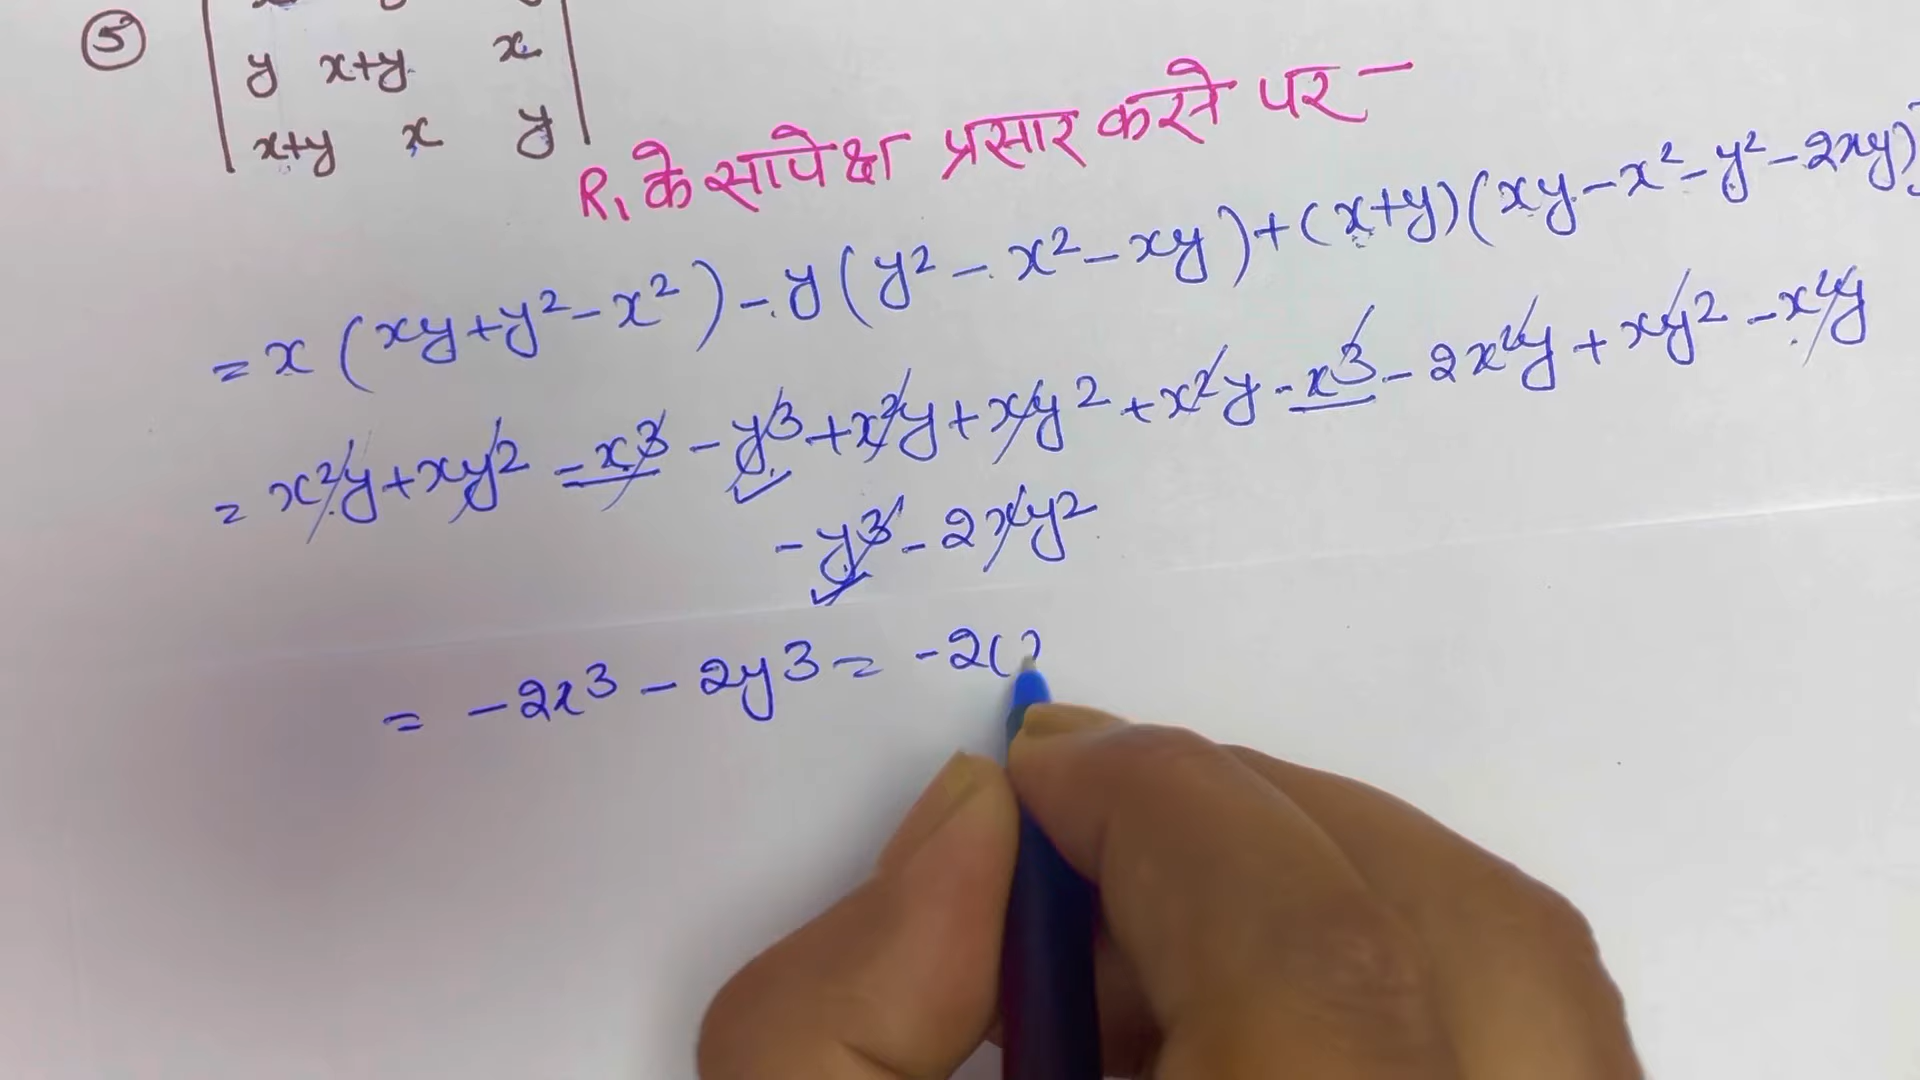 ⑤
y x+y x
x+y x y
R₁ के सापेक्ष प्रसार करने पर –
= x(xy+y²-x²) - y(y²-x²-xy) + (x+y)(xy-x²-y²-2xy)
= x²y+xy² -x³ -y³ +x²y+xy² +x²y -x³ -2x²y + xy² -x²y
-y³ -2xy²
= -2x³ - 2y³ = -2(